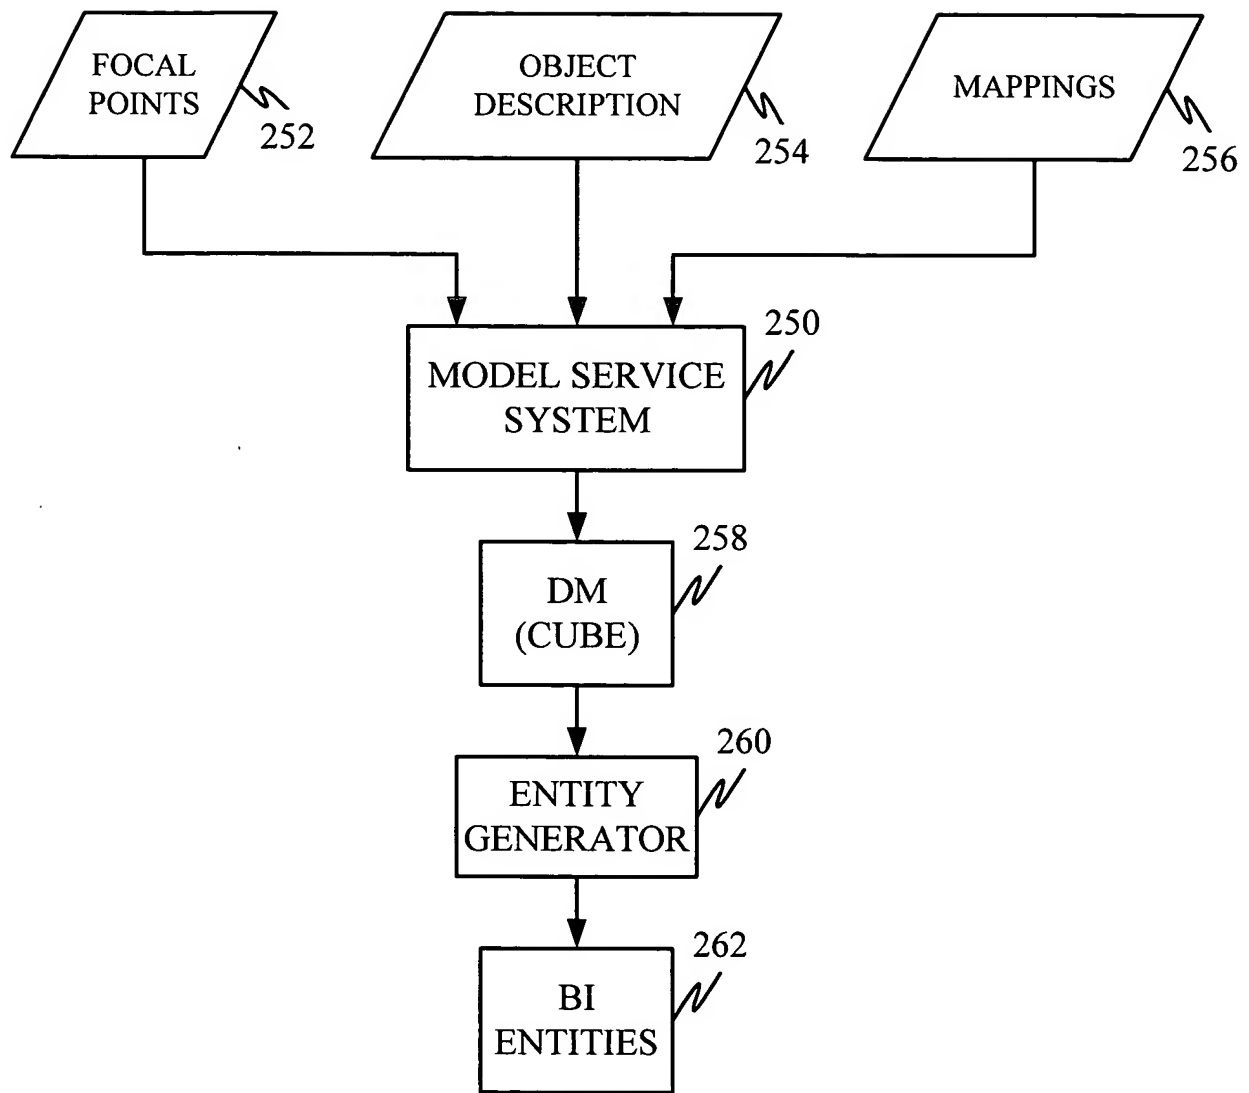 FOCAL
POINTS
252
OBJECT
DESCRIPTION
254
MAPPINGS
256
MODEL SERVICE
SYSTEM
250
DM
(CUBE)
258
ENTITY
GENERATOR
260
BI
ENTITIES
262